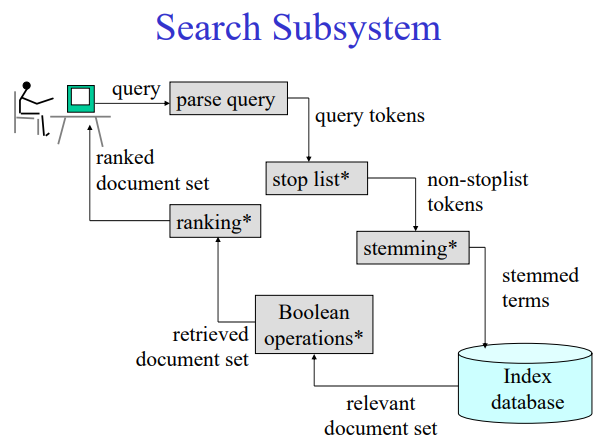 Search Subsystem
query
parse query
query tokens
ranked
document set
stop list*
non-stoplist
tokens
ranking*
stemming*
stemmed
terms
Boolean
operations*
retrieved
document set
Index
database
relevant
document set